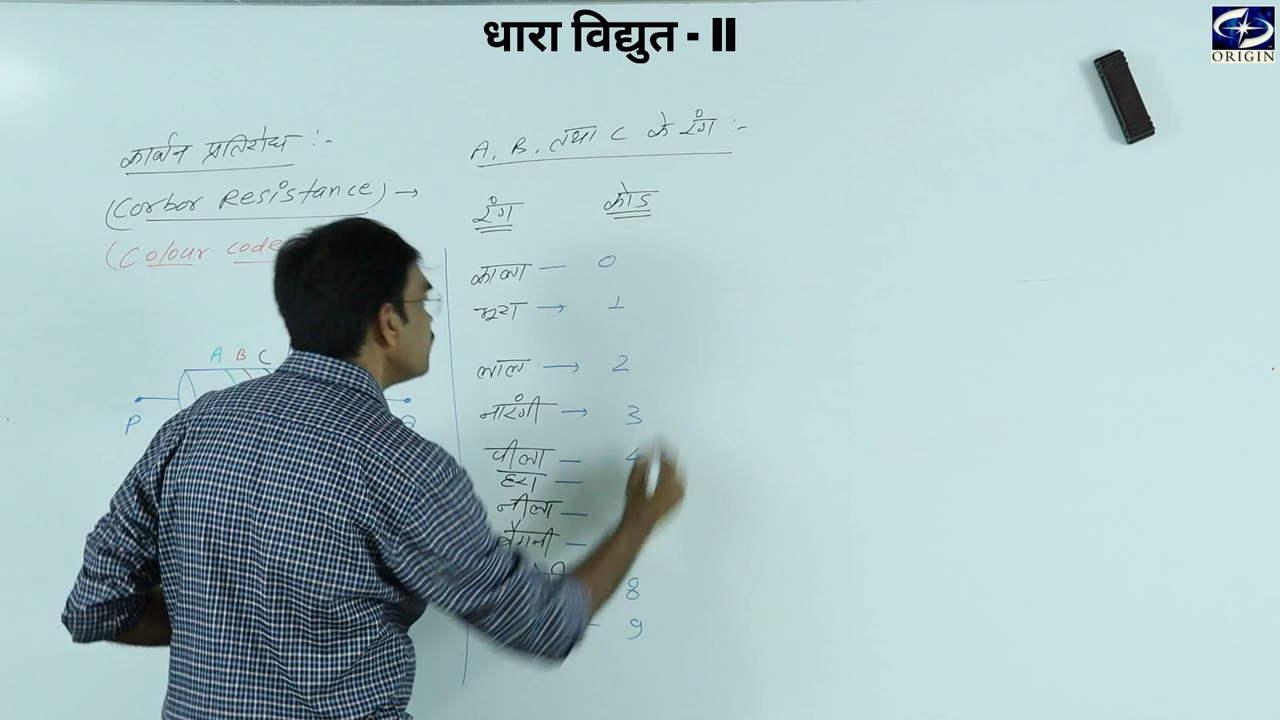 धारा विद्युत - II
ORIGIN
कार्बन प्रतिरोध :-
(Corbor Resistance) →
(Colour code
A B C
P
A, B, तथा C के रंग :-
रंग कोड
काला — 0
भूरा → 1
लाल → 2
नारंगी → 3
पीला — 4
हरा —
नीला —
बैगनी —
8
9